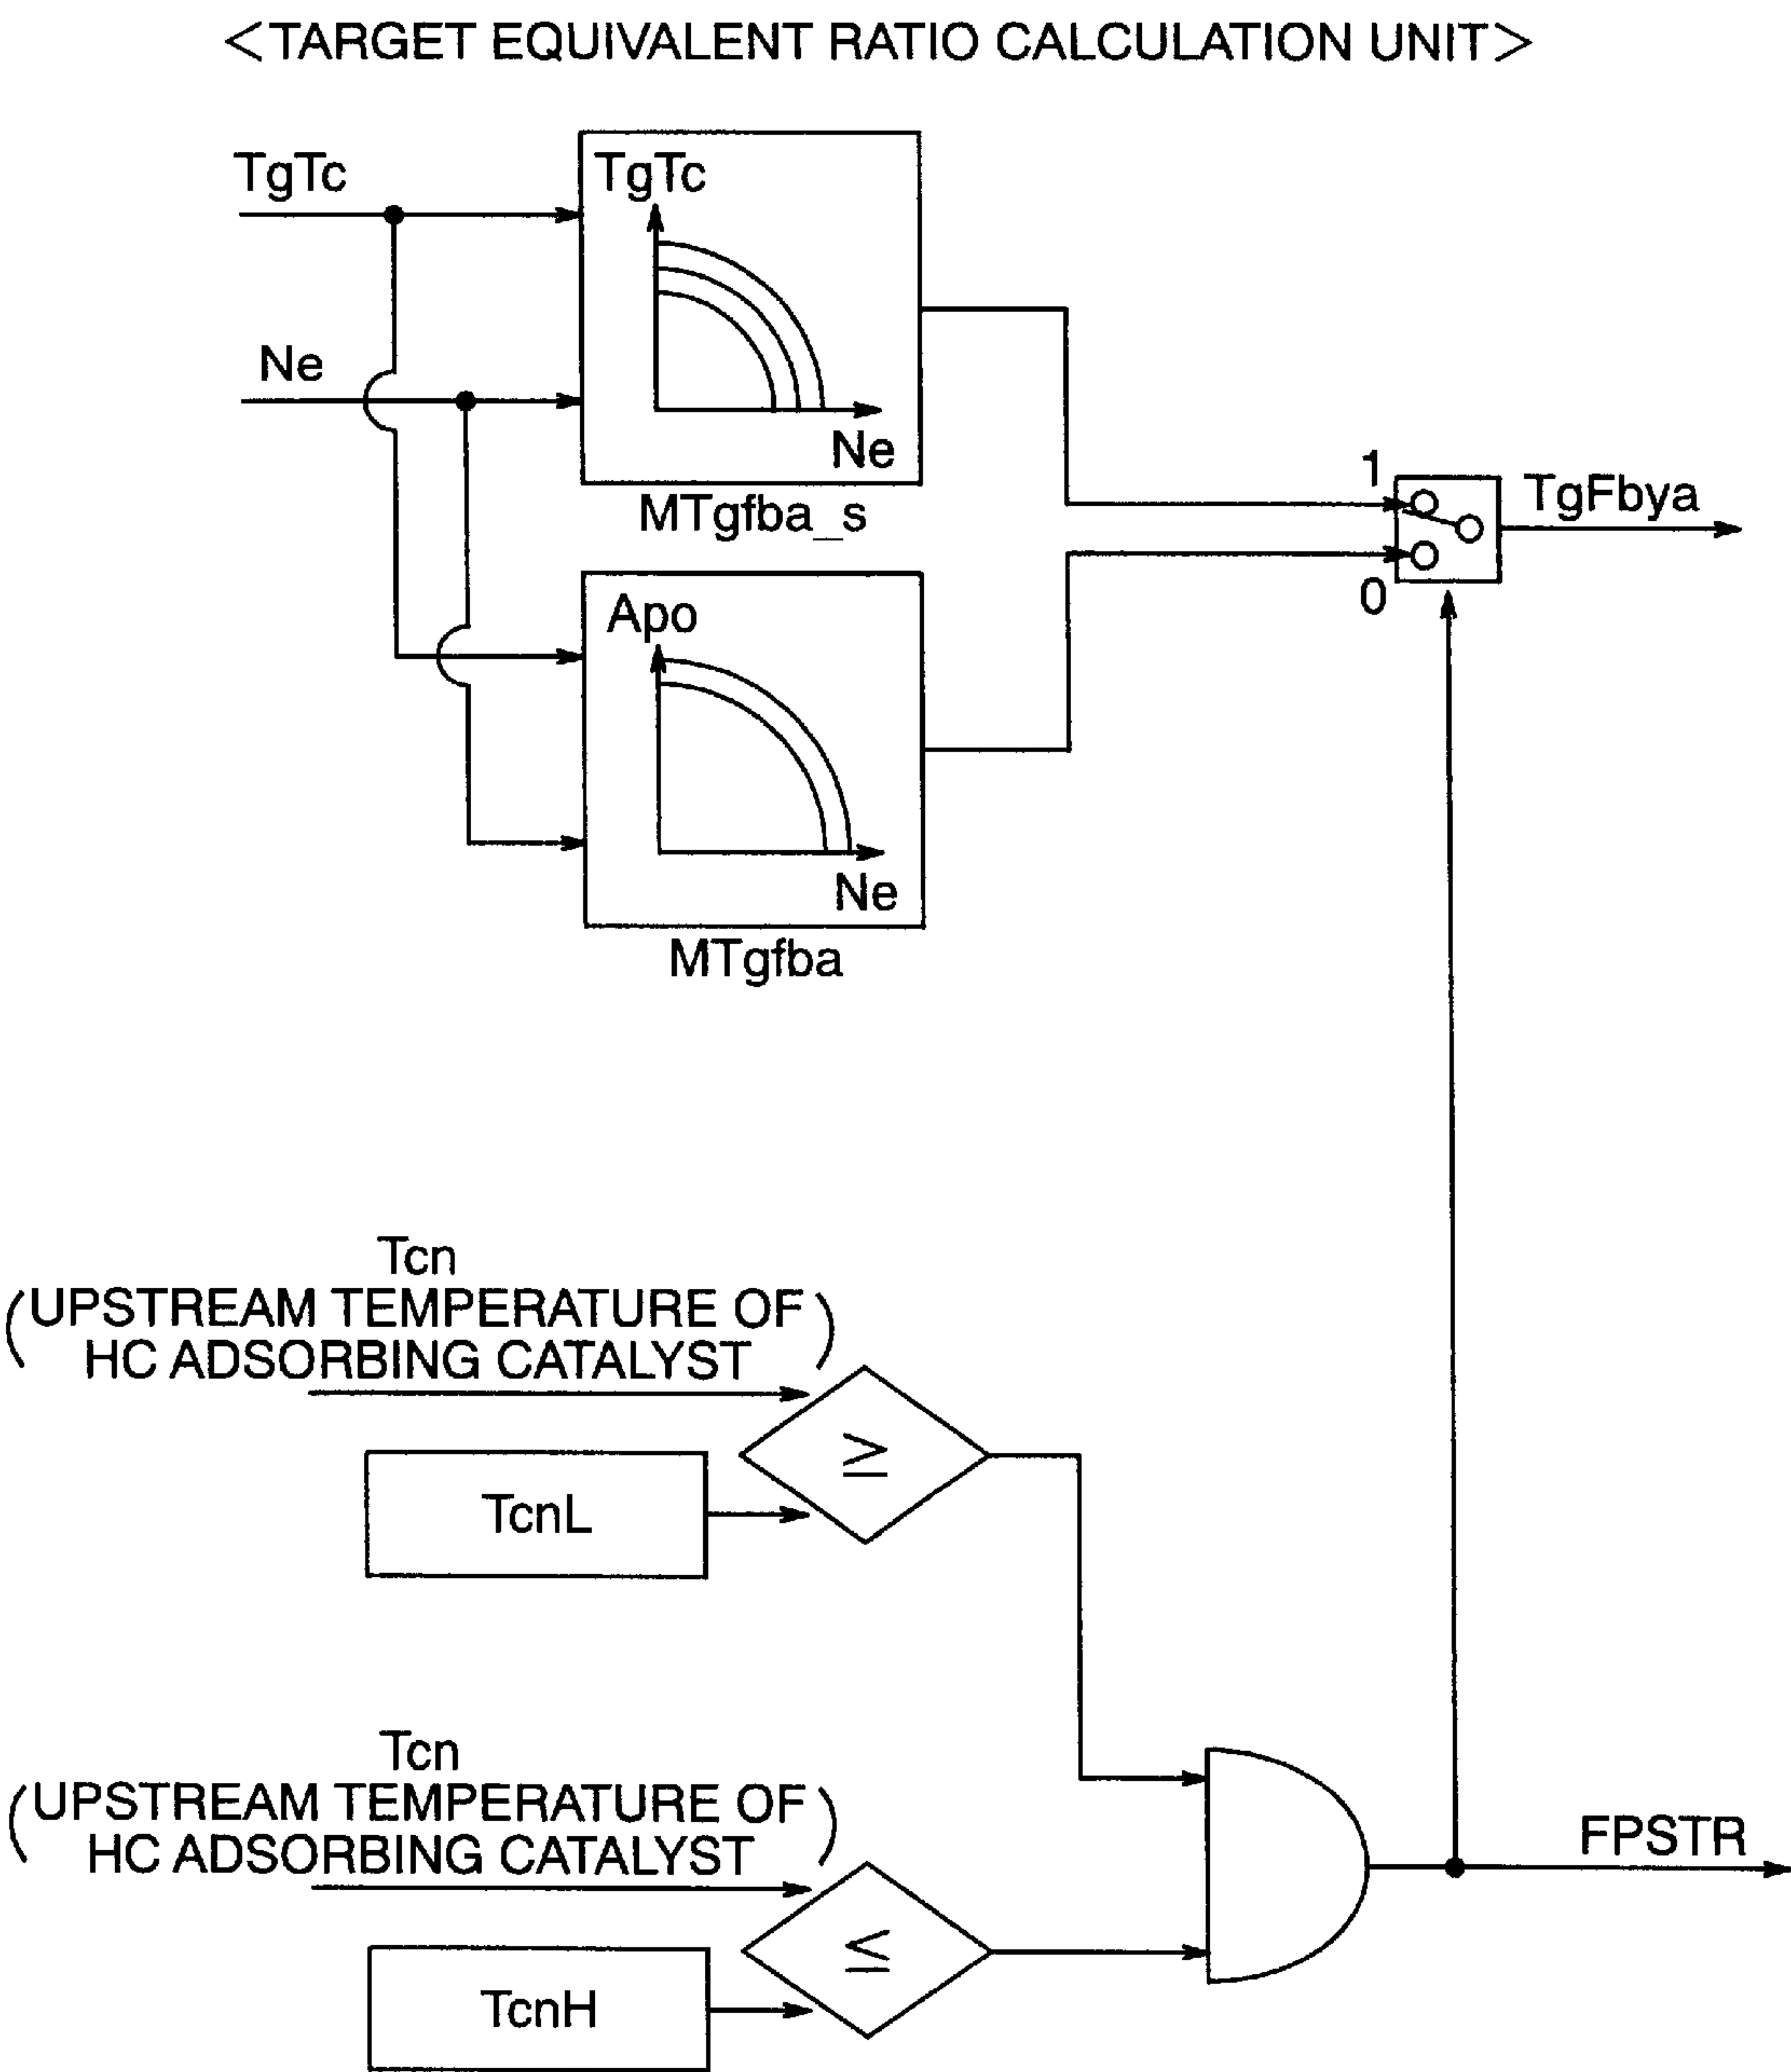 <TARGET EQUIVALENT RATIO CALCULATION UNIT>
TgTc
TgTc
Ne
Ne
MTgfba_s
1
TgFbya
0
Apo
Ne
MTgfba
Tcn
(UPSTREAM TEMPERATURE OF
HC ADSORBING CATALYST)
≥
TcnL
Tcn
(UPSTREAM TEMPERATURE OF
HC ADSORBING CATALYST)
FPSTR
≤
TcnH